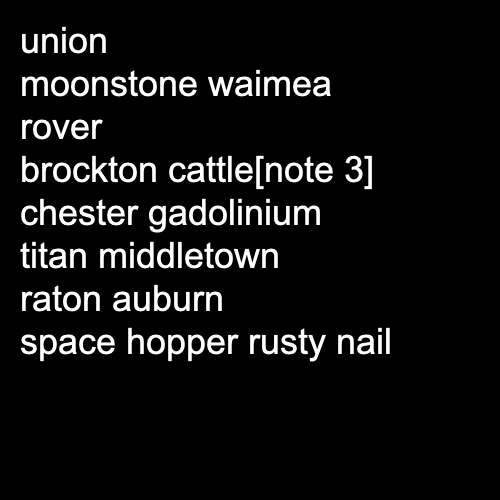 union
moonstone waimea
rover
brockton cattle[note 3]
chester gadolinium
titan middletown
raton auburn
space hopper rusty nail